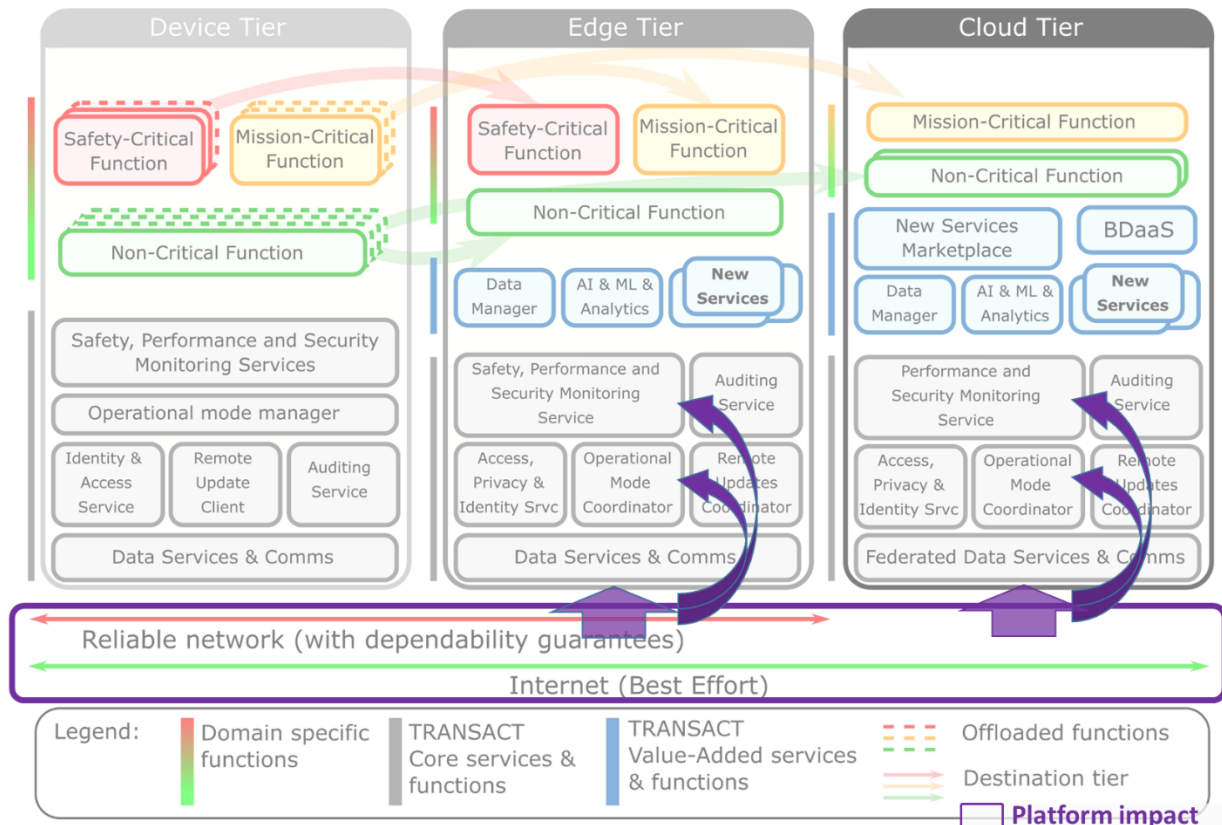 Device Tier
Edge Tier
Cloud Tier
Safety-Critical
Function
Mission-Critical
Function
Non-Critical Function
Safety, Performance and Security
Monitoring Services
Operational mode manager
Identity &
Access
Service
Remote
Update
Client
Auditing
Service
Data Services & Comms
Safety-Critical
Function
Mission-Critical
Function
Non-Critical Function
Data
Manager
AI & ML &
Analytics
New
Services
Safety, Performance and
Security Monitoring
Service
Auditing
Service
Access,
Privacy &
Identity Srvc
Operational
Mode
Coordinator
Remote
Updates
Coordinator
Data Services & Comms
Mission-Critical Function
Non-Critical Function
New Services
Marketplace
BDaaS
Data
Manager
AI & ML &
Analytics
New
Services
Performance and
Security Monitoring
Service
Auditing
Service
Access,
Privacy &
Identity Srvc
Operational
Mode
Coordinator
Remote
Updates
Coordinator
Federated Data Services & Comms
Reliable network (with dependability guarantees)
Internet (Best Effort)
Legend:
Domain specific
functions
TRANSACT
Core services &
functions
TRANSACT
Value-Added services
& functions
Offloaded functions
Destination tier
Platform impact